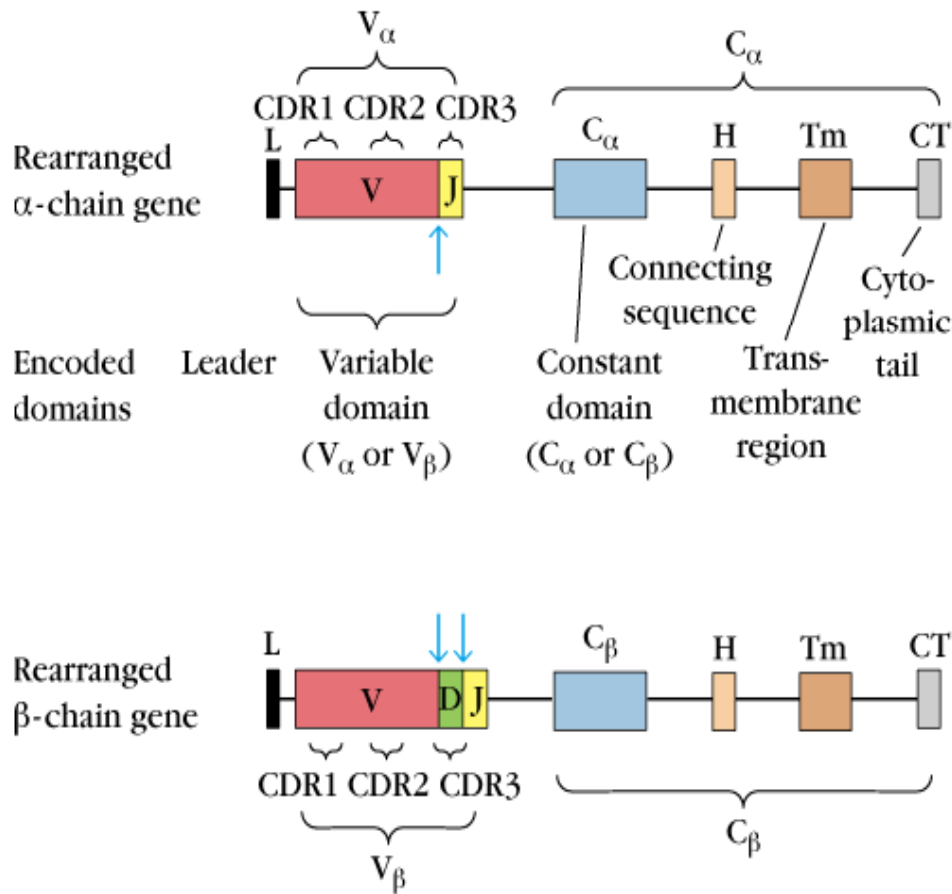 Vα
Cα
CDR1 CDR2 CDR3
L
Cα H Tm CT
Rearranged
α-chain gene
V J
Connecting
sequence
Cyto-
plasmic
tail
Encoded
domains
Leader
Variable
domain
(Vα or Vβ)
Constant
domain
(Cα or Cβ)
Trans-
membrane
region
L
Cβ H Tm CT
Rearranged
β-chain gene
V D J
CDR1 CDR2 CDR3
Vβ
Cβ